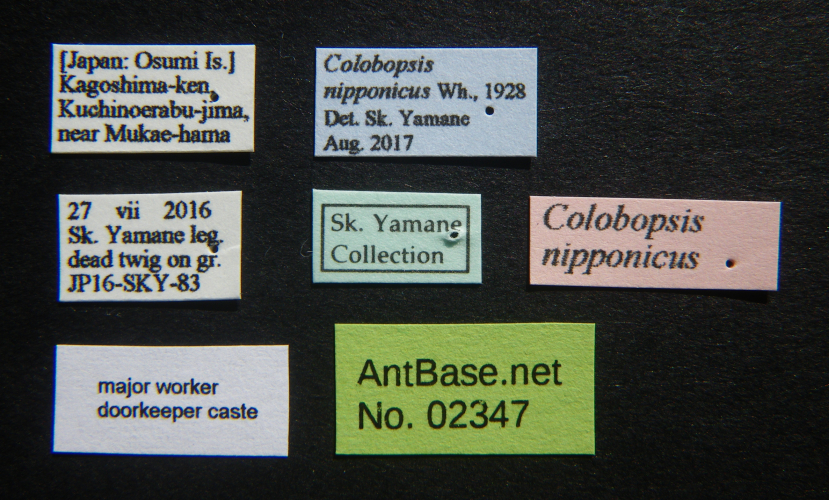 [Japan: Osumi Is.]
Kagoshima-ken,
Kuchinoerabu-jima,
near Mukae-hama
Colobopsis
nipponicus Wh., 1928
Det. Sk. Yamane
Aug. 2017
27 vii 2016
Sk. Yamane leg.
dead twig on gr.
JP16-SKY-83
Sk. Yamane
Collection
Colobopsis
nipponicus
major worker
doorkeeper caste
AntBase.net
No. 02347